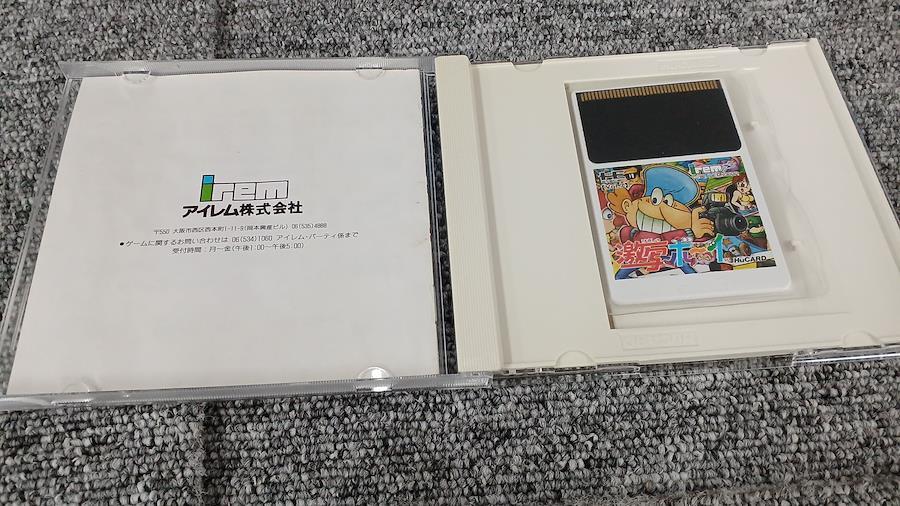 irem
アイレム株式会社
〒550 大阪市西区西本町1-11-9(岡本興産ビル) 06(535)4888
●ゲームに関するお問い合わせは 06(534)1060 アイレム・パーティ係まで
受付時間：月〜金(午後1:00〜午後5:00)
irem
激写ボーイ
HuCARD